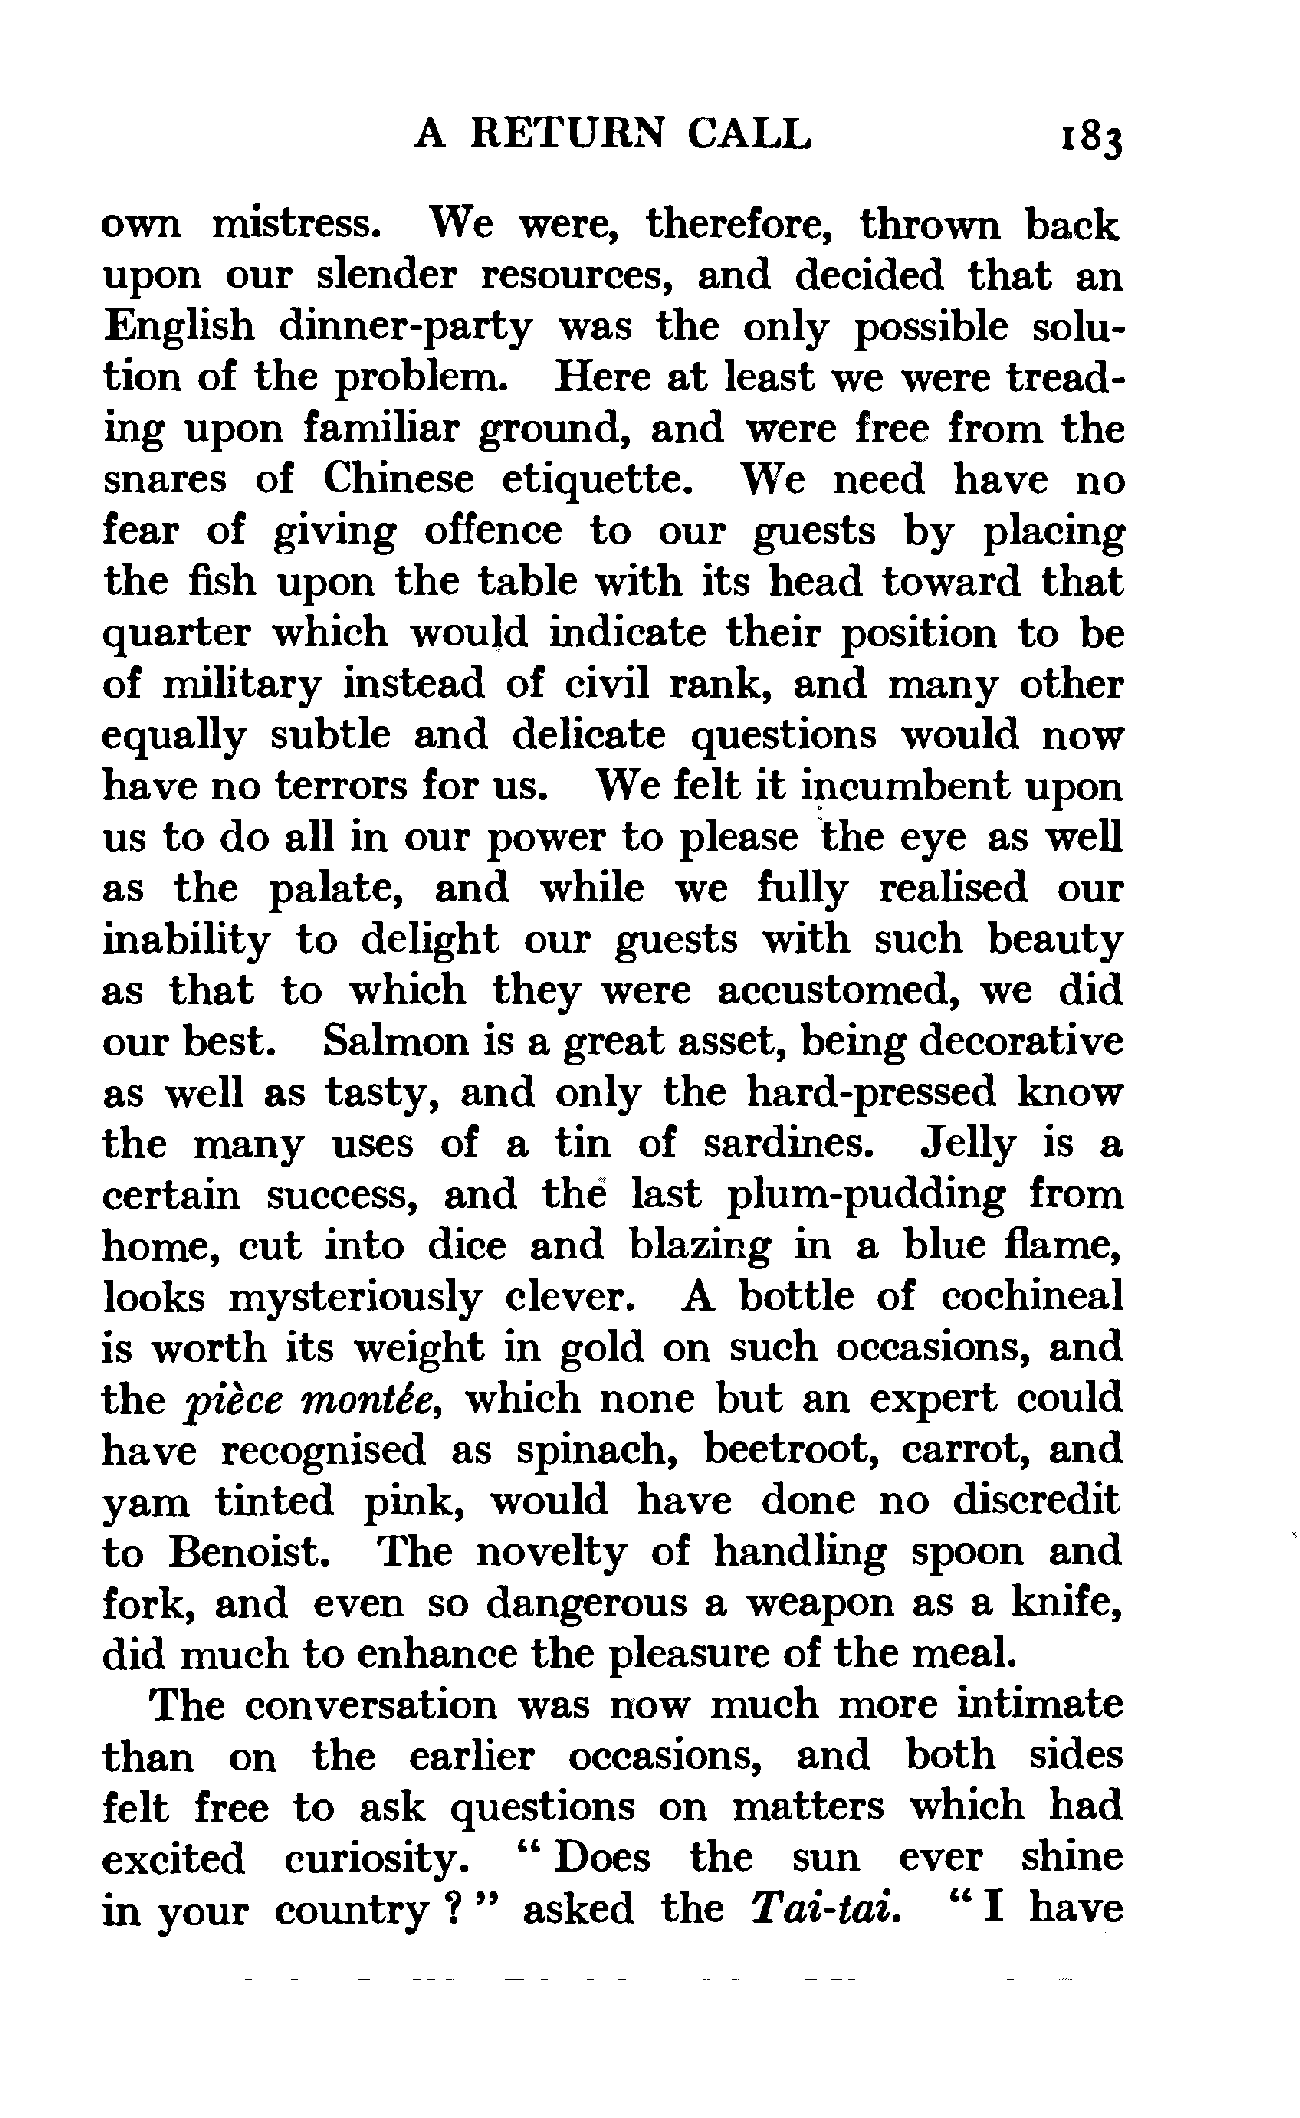 A RETURN CALL 183
own mistress. We were, therefore, thrown back
upon our slender resources, and decided that an
English dinner-party was the only possible solu-
tion of the problem. Here at least we were tread-
ing upon familiar ground, and were free from the
snares of Chinese etiquette. We need have no
fear of giving offence to our guests by placing
the fish upon the table with its head toward that
quarter which would indicate their position to be
of military instead of civil rank, and many other
equally subtle and delicate questions would now
have no terrors for us. We felt it incumbent upon
us to do all in our power to please the eye as well
as the palate, and while we fully realised our
inability to delight our guests with such beauty
as that to which they were accustomed, we did
our best. Salmon is a great asset, being decorative
as well as tasty, and only the hard-pressed know
the many uses of a tin of sardines. Jelly is a
certain success, and the last plum-pudding from
home, cut into dice and blazing in a blue flame,
looks mysteriously clever. A bottle of cochineal
is worth its weight in gold on such occasions, and
the pièce montée, which none but an expert could
have recognised as spinach, beetroot, carrot, and
yam tinted pink, would have done no discredit
to Benoist. The novelty of handling spoon and
fork, and even so dangerous a weapon as a knife,
did much to enhance the pleasure of the meal.
The conversation was now much more intimate
than on the earlier occasions, and both sides
felt free to ask questions on matters which had
excited curiosity. “ Does the sun ever shine
in your country ? ” asked the Tai-tai. “ I have